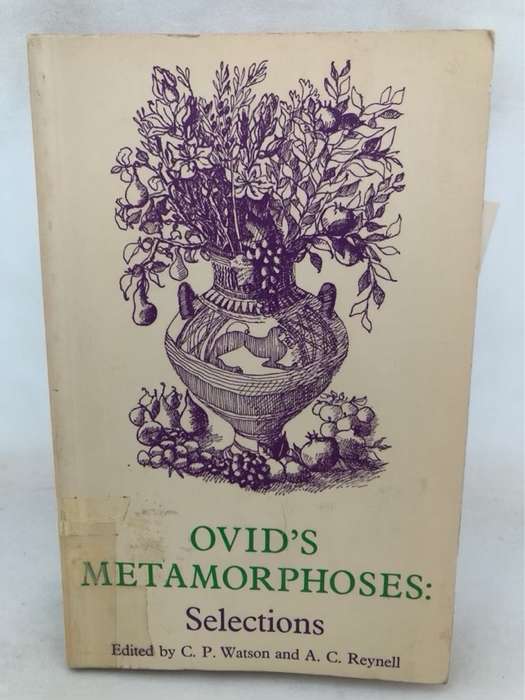 OVID'S
METAMORPHOSES:
Selections
Edited by C. P. Watson and A. C. Reynell